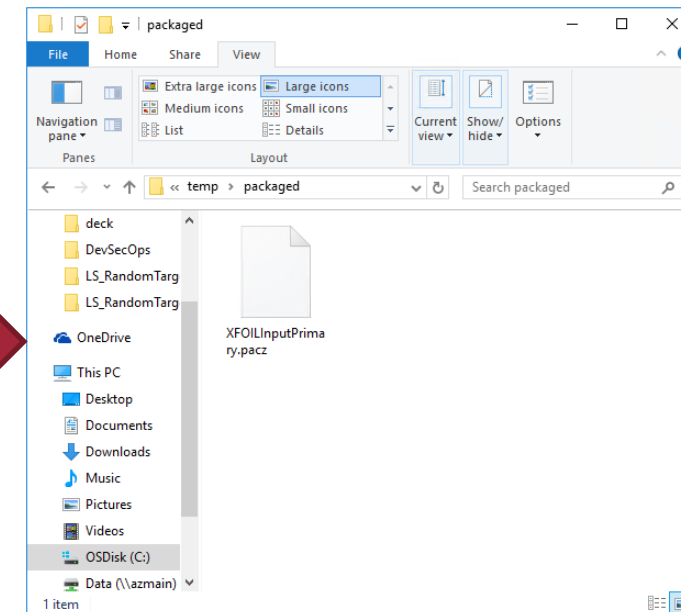 packaged
File Home Share View
Navigation pane
Extra large icons Large icons
Medium icons Small icons
List Details
Current view
Show/ hide
Options
Panes Layout
« temp › packaged Search packaged
deck
DevSecOps
LS_RandomTarg
LS_RandomTarg
OneDrive
This PC
Desktop
Documents
Downloads
Music
Pictures
Videos
OSDisk (C:)
Data (\\azmain)
XFOILInputPrima
ry.pacz
1 item